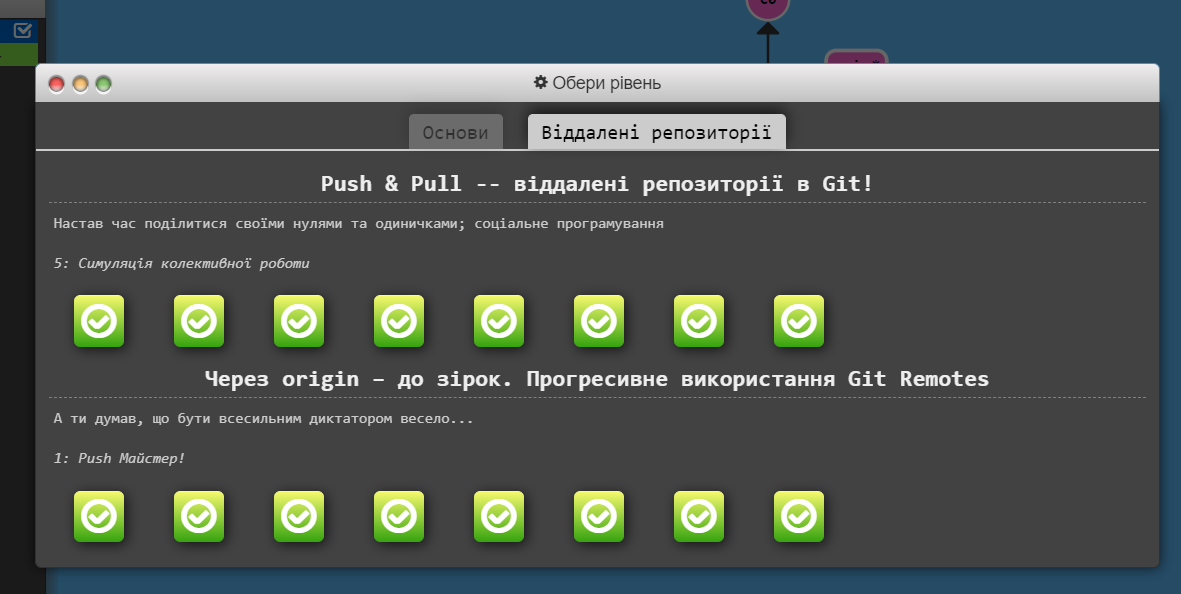 Обери рівень
Основи
Віддалені репозиторії
Push & Pull -- віддалені репозиторії в Git!
Настав час поділитися своїми нулями та одиничками; соціальне програмування
5: Симуляція колективної роботи
Через origin – до зірок. Прогресивне використання Git Remotes
А ти думав, що бути всесильним диктатором весело...
1: Push Майстер!